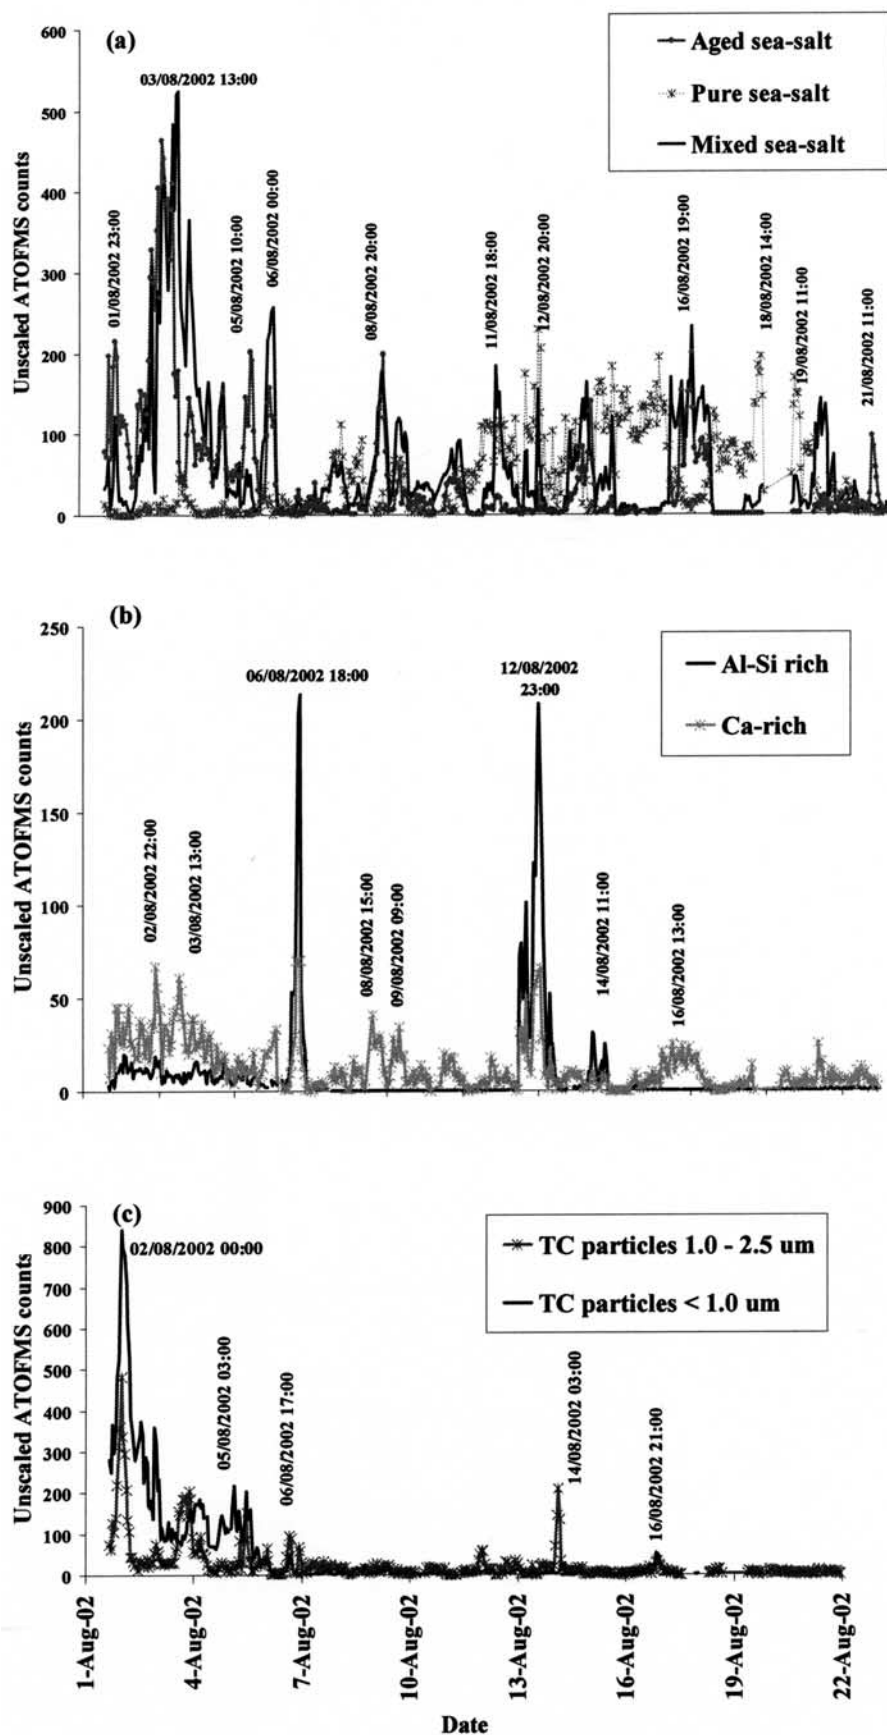 (a)
Aged sea-salt
Pure sea-salt
Mixed sea-salt
Unscaled ATOFMS counts
600
500
400
300
200
100
0
01/08/2002 23:00
03/08/2002 13:00
05/08/2002 10:00
06/08/2002 00:00
08/08/2002 20:00
11/08/2002 18:00
12/08/2002 20:00
16/08/2002 19:00
18/08/2002 14:00
19/08/2002 11:00
21/08/2002 11:00
(b)
Al-Si rich
Ca-rich
Unscaled ATOFMS counts
250
200
150
100
50
0
02/08/2002 22:00
03/08/2002 13:00
06/08/2002 18:00
08/08/2002 15:00
09/08/2002 09:00
12/08/2002
23:00
14/08/2002 11:00
16/08/2002 13:00
(c)
TC particles 1.0 - 2.5 um
TC particles < 1.0 um
Unscaled ATOFMS counts
900
800
700
600
500
400
300
200
100
0
02/08/2002 00:00
05/08/2002 03:00
06/08/2002 17:00
14/08/2002 03:00
16/08/2002 21:00
1-Aug-02
4-Aug-02
7-Aug-02
10-Aug-02
13-Aug-02
16-Aug-02
19-Aug-02
22-Aug-02
Date